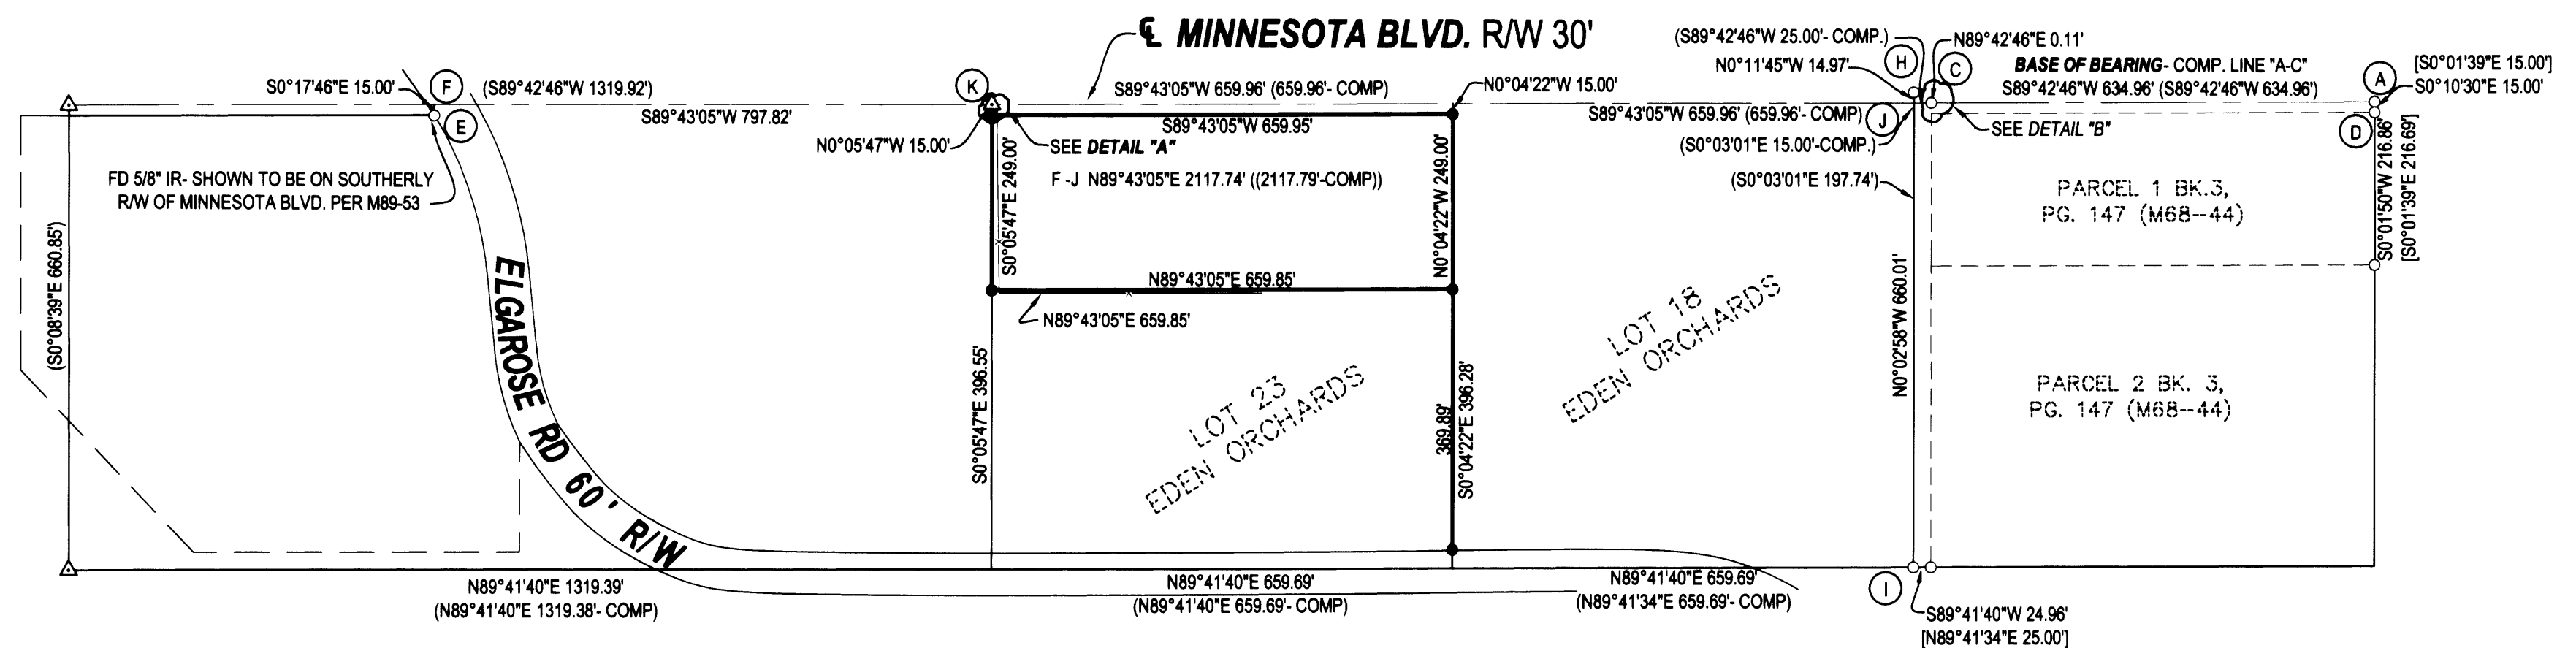 ℄ MINNESOTA BLVD. R/W 30'
(S89°42'46"W 25.00'- COMP.)
N89°42'46"E 0.11'
N0°11'45"W 14.97'
H
C
BASE OF BEARING- COMP. LINE "A-C"
S89°42'46"W 634.96' (S89°42'46"W 634.96')
A
[S0°01'39"E 15.00']
S0°10'30"E 15.00'
S0°17'46"E 15.00'
F
(S89°42'46"W 1319.92')
K
S89°43'05"W 659.96' (659.96'- COMP)
N0°04'22"W 15.00'
S89°43'05"W 797.82'
E
S89°43'05"W 659.95'
S89°43'05"W 659.96' (659.96'- COMP)
J
SEE DETAIL "B"
D
N0°05'47"W 15.00'
SEE DETAIL "A"
(S0°03'01"E 15.00'-COMP.)
FD 5/8" IR- SHOWN TO BE ON SOUTHERLY
R/W OF MINNESOTA BLVD. PER M89-53
F -J N89°43'05"E 2117.74' ((2117.79'-COMP))
(S0°03'01"E 197.74')
PARCEL 1 BK.3,
PG. 147 (M68--44)
S0°01'50"W 216.86'
[S0°01'39"E 216.69']
(S0°08'39"E 660.85')
S0°05'47"E 249.00'
N0°04'22"W 249.00'
N89°43'05"E 659.85'
N89°43'05"E 659.85'
ELGAROSE RD 60' R/W
S0°05'47"E 396.55'
LOT 23
EDEN ORCHARDS
369.89'
S0°04'22"E 396.28'
LOT 18
EDEN ORCHARDS
N0°02'58"W 660.01'
PARCEL 2 BK. 3,
PG. 147 (M68--44)
N89°41'40"E 1319.39'
(N89°41'40"E 1319.38'- COMP)
N89°41'40"E 659.69'
(N89°41'40"E 659.69'- COMP)
N89°41'40"E 659.69'
(N89°41'34"E 659.69'- COMP)
I
S89°41'40"W 24.96'
[N89°41'34"E 25.00']